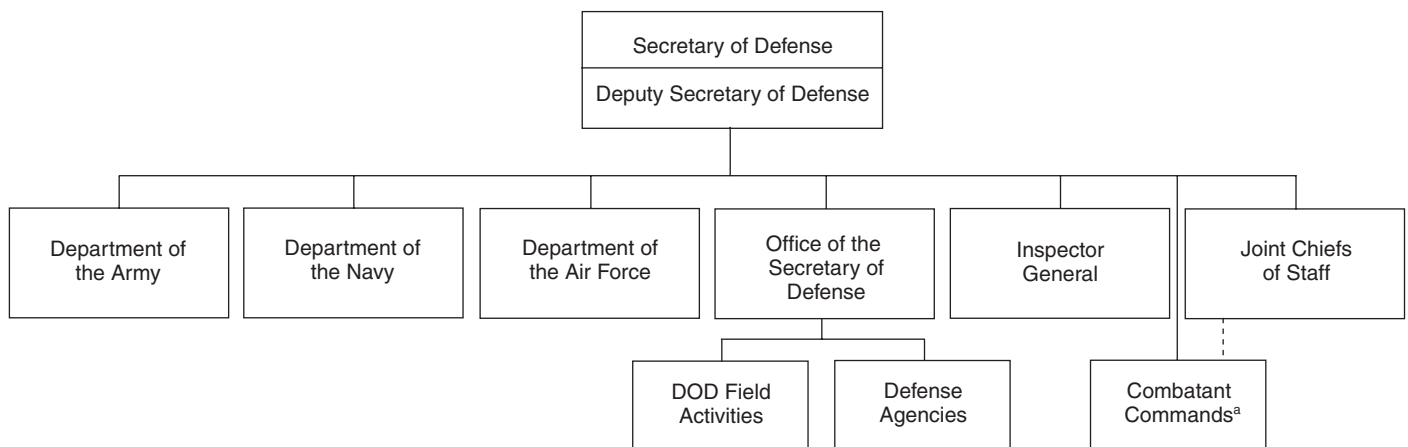 Secretary of Defense
Deputy Secretary of Defense
Department of
the Army
Department of
the Navy
Department of
the Air Force
Office of the
Secretary of
Defense
Inspector
General
Joint Chiefs
of Staff
DOD Field
Activities
Defense
Agencies
Combatant
Commandsᵃ